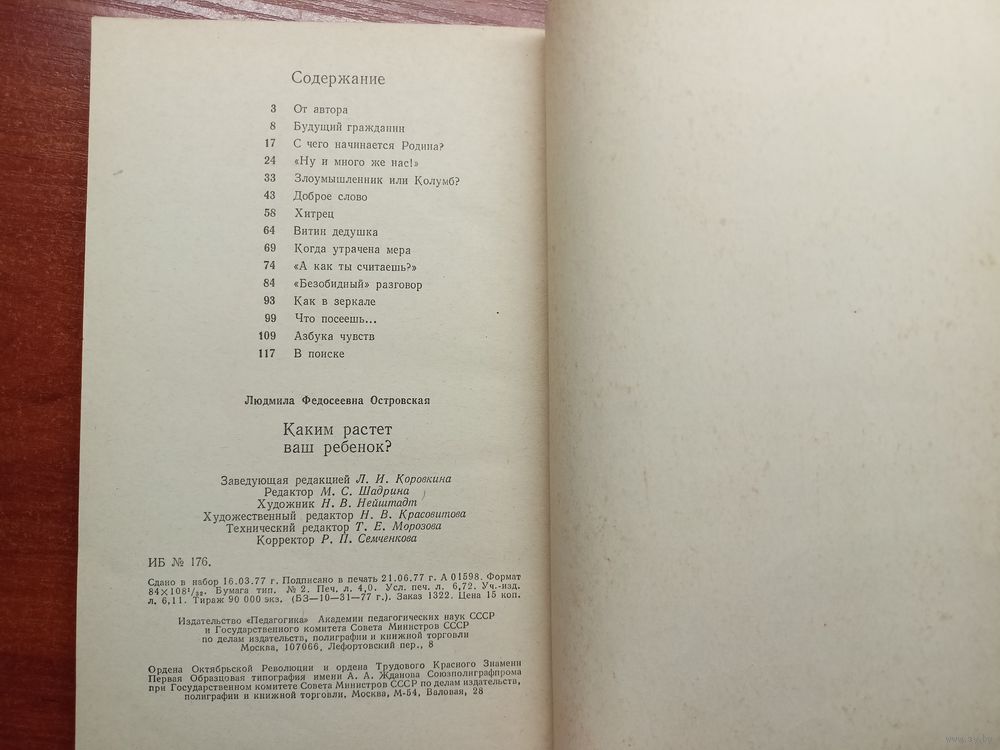 Содержание
3 От автора
8 Будущий гражданин
17 С чего начинается Родина?
24 «Ну и много же нас!»
33 Злоумышленник или Колумб?
43 Доброе слово
58 Хитрец
64 Витин дедушка
69 Когда утрачена мера
74 «А как ты считаешь?»
84 «Безобидный» разговор
93 Как в зеркале
99 Что посеешь...
109 Азбука чувств
117 В поиске
Людмила Федосеевна Островская
Каким растет
ваш ребенок?
Заведующая редакцией Л. И. Коровкина
Редактор М. С. Шадрина
Художник Н. В. Нейштадт
Художественный редактор Н. В. Красовитова
Технический редактор Т. Е. Морозова
Корректор Р. П. Семченкова
ИБ № 176.
Сдано в набор 16.03.77 г. Подписано в печать 21.06.77 г. А 01598. Формат
84×108¹/₃₂. Бумага тип. № 2. Печ. л. 4,0. Усл. печ. л. 6,72. Уч.-изд.
л. 6,11. Тираж 90 000 экз. (БЗ—10—31—77 г.). Заказ 1322. Цена 15 коп.
Издательство «Педагогика» Академии педагогических наук СССР
и Государственного комитета Совета Министров СССР
по делам издательств, полиграфии и книжной торговли
Москва, 107066, Лефортовский пер., 8
Ордена Октябрьской Революции и ордена Трудового Красного Знамени
Первая Образцовая типография имени А. А. Жданова Союзполиграфпрома
при Государственном комитете Совета Министров СССР по делам издательств,
полиграфии и книжной торговли, Москва, М-54, Валовая, 28
www.ay.by